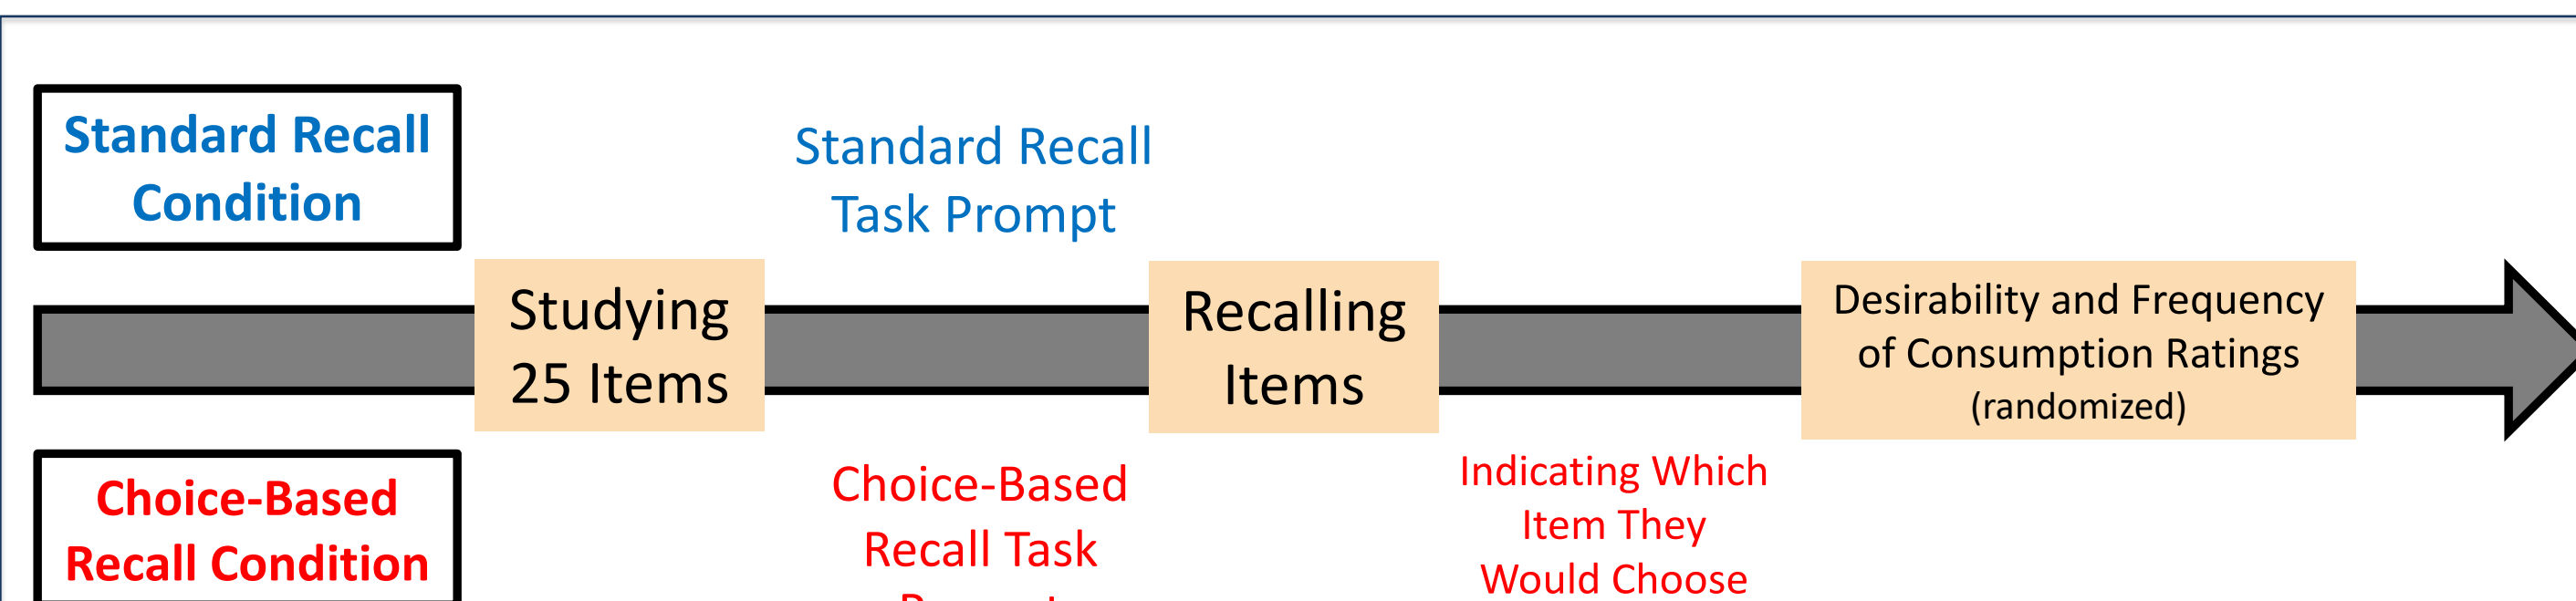 Standard Recall
Condition
Standard Recall
Task Prompt
Studying
25 Items
Recalling
Items
Desirability and Frequency
of Consumption Ratings
(randomized)
Choice-Based
Recall Condition
Choice-Based
Recall Task
Indicating Which
Item They
Would Choose